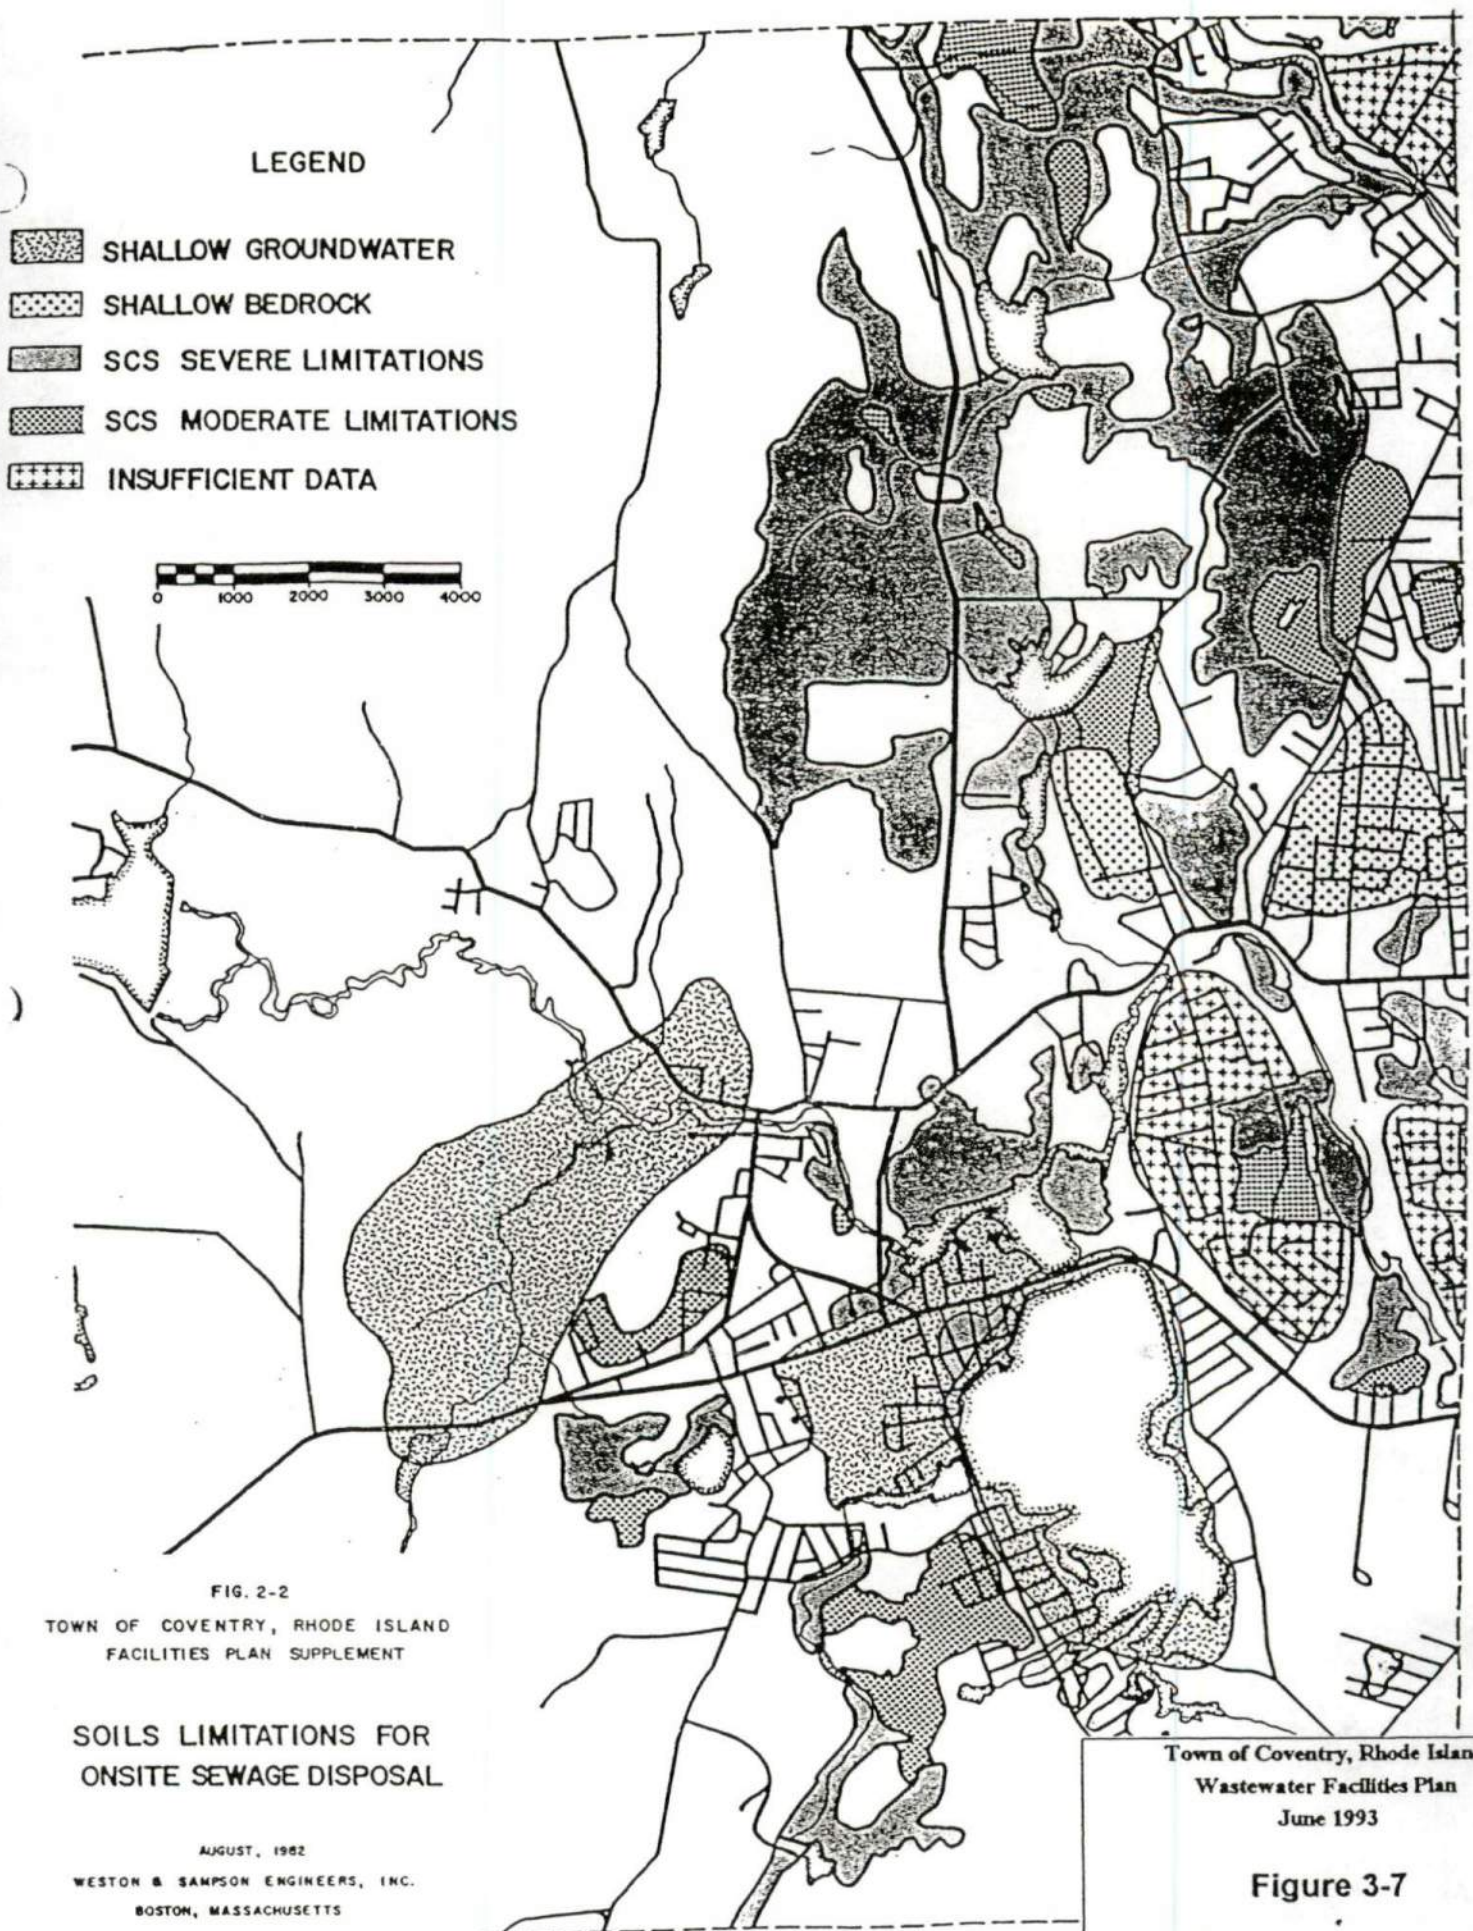 LEGEND
SHALLOW GROUNDWATER
SHALLOW BEDROCK
SCS SEVERE LIMITATIONS
SCS MODERATE LIMITATIONS
INSUFFICIENT DATA
0 1000 2000 3000 4000
FIG. 2-2
TOWN OF COVENTRY, RHODE ISLAND
FACILITIES PLAN SUPPLEMENT
SOILS LIMITATIONS FOR
ONSITE SEWAGE DISPOSAL
AUGUST, 1982
WESTON & SAMPSON ENGINEERS, INC.
BOSTON, MASSACHUSETTS
Town of Coventry, Rhode Islan
Wastewater Facilities Plan
June 1993
Figure 3-7